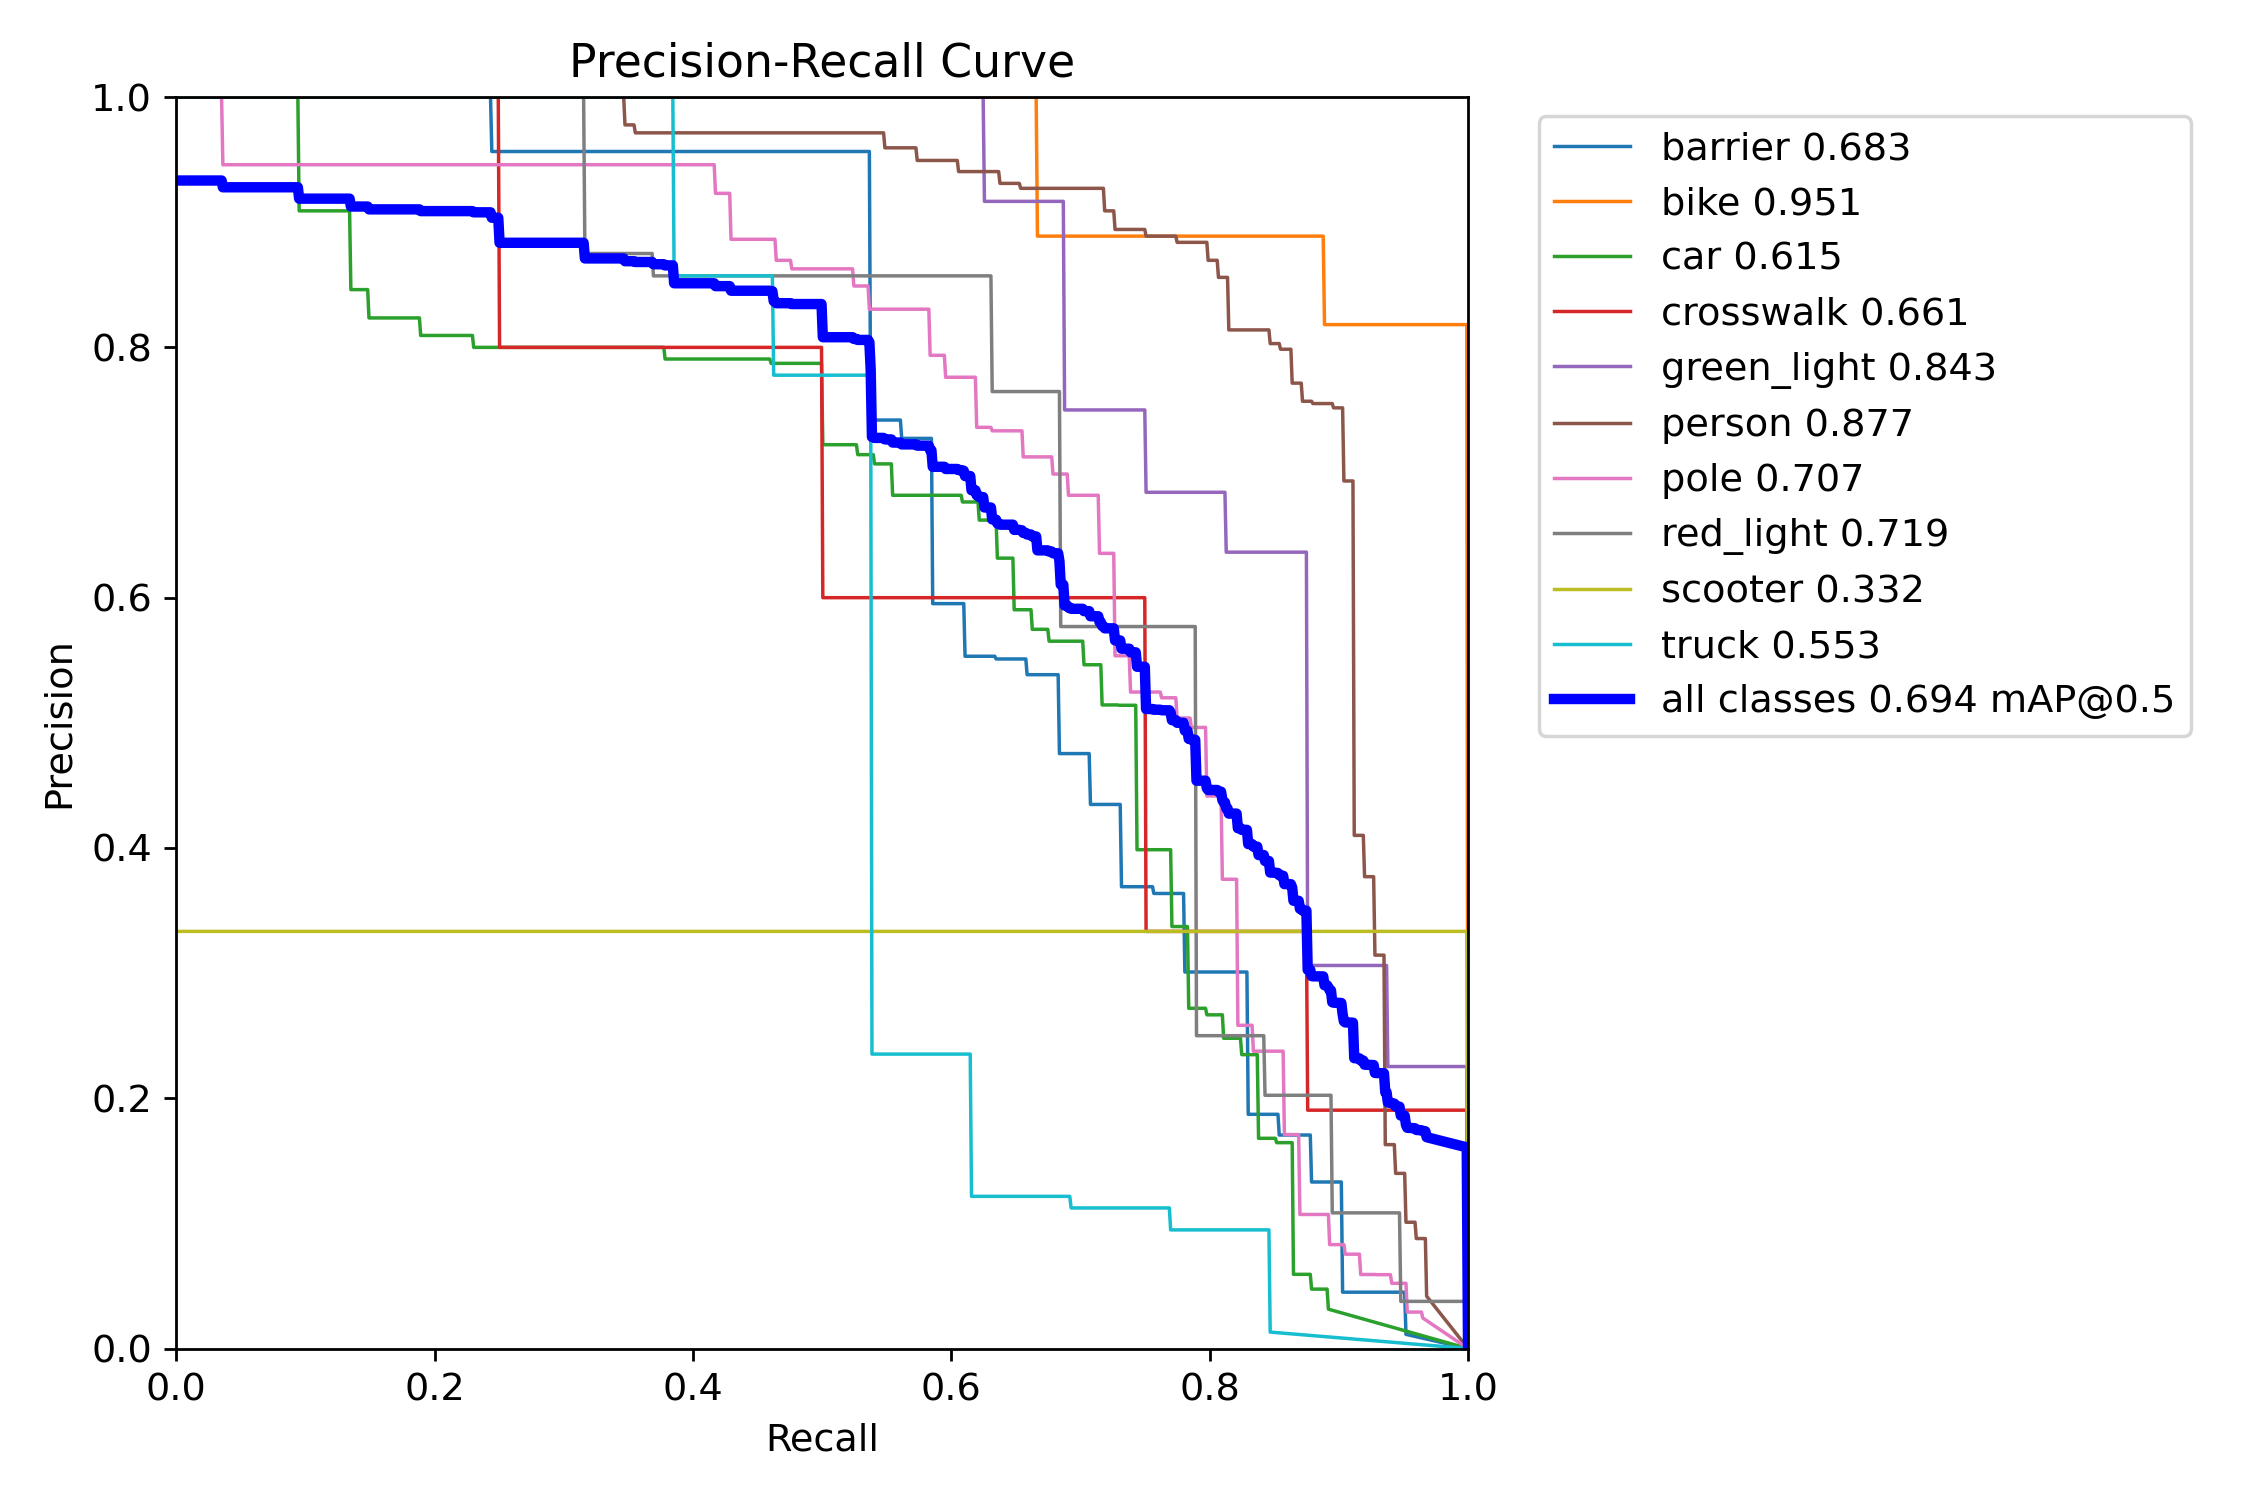 Precision-Recall Curve
1.0
0.8
0.6
0.4
0.2
0.0
Precision
0.0 0.2 0.4 0.6 0.8 1.0
Recall
barrier 0.683
bike 0.951
car 0.615
crosswalk 0.661
green_light 0.843
person 0.877
pole 0.707
red_light 0.719
scooter 0.332
truck 0.553
all classes 0.694 mAP@0.5